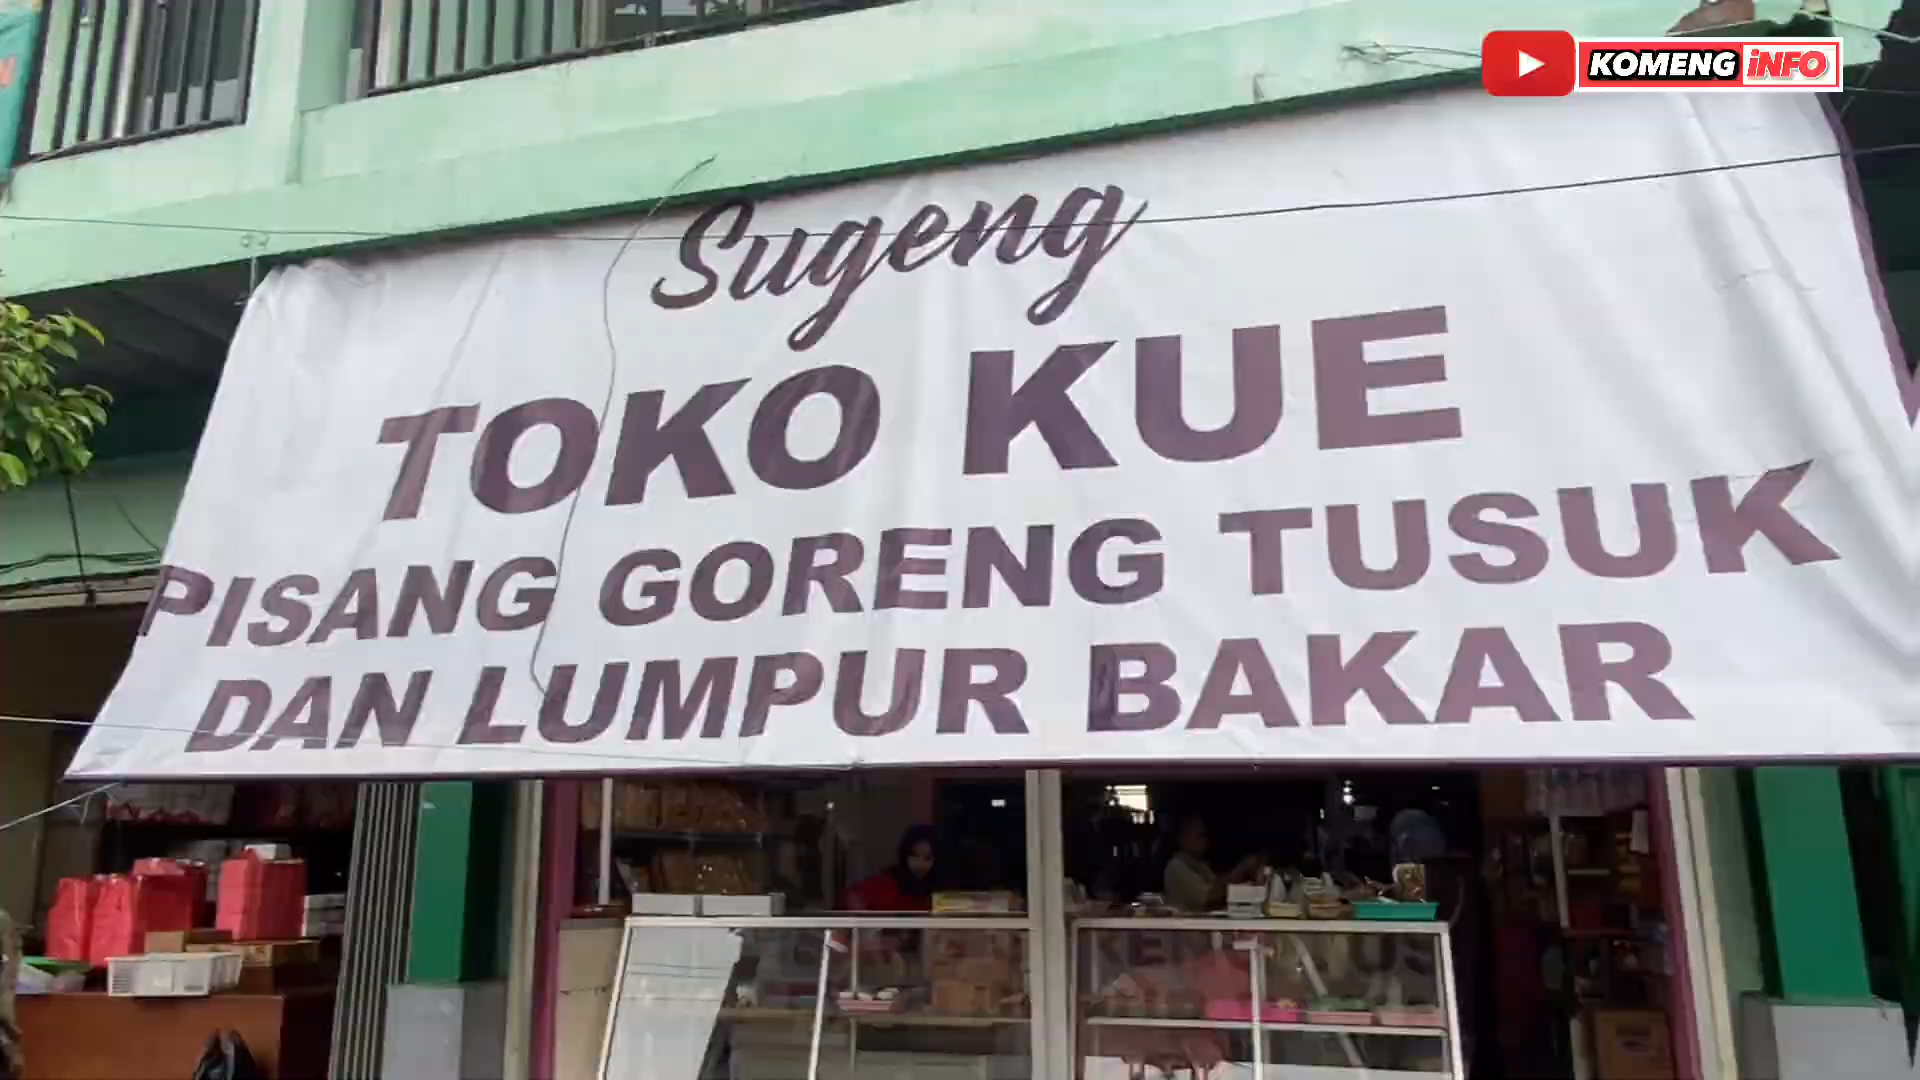 KOMENG iNFO
Sugeng
TOKO KUE
PISANG GORENG TUSUK
DAN LUMPUR BAKAR